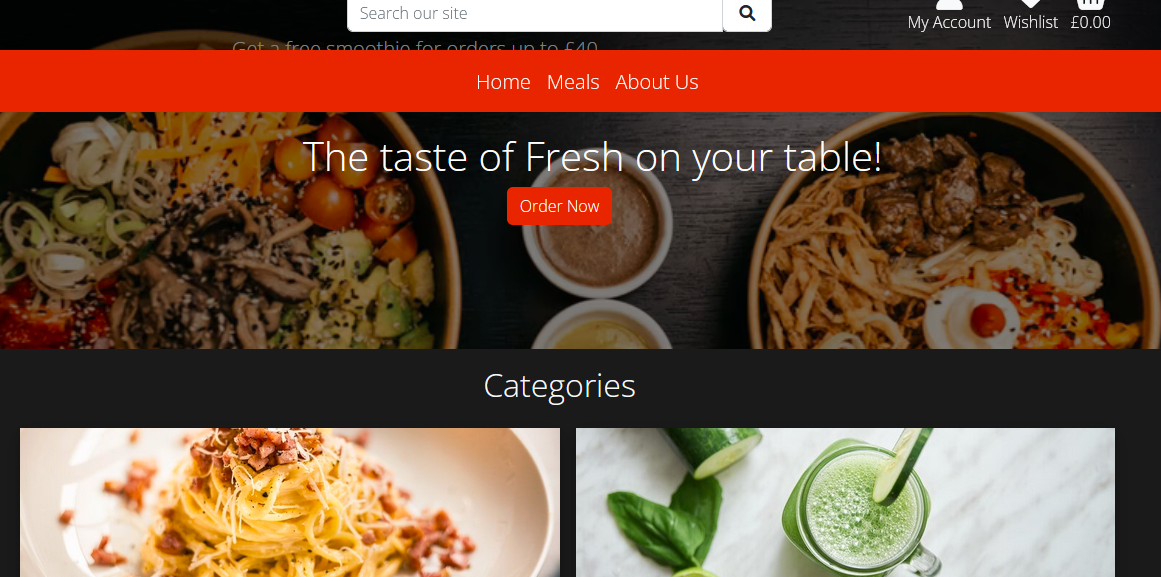 Search our site
My Account Wishlist £0.00
Get a free smoothie for orders up to £40
Home Meals About Us
The taste of Fresh on your table!
Order Now
Categories